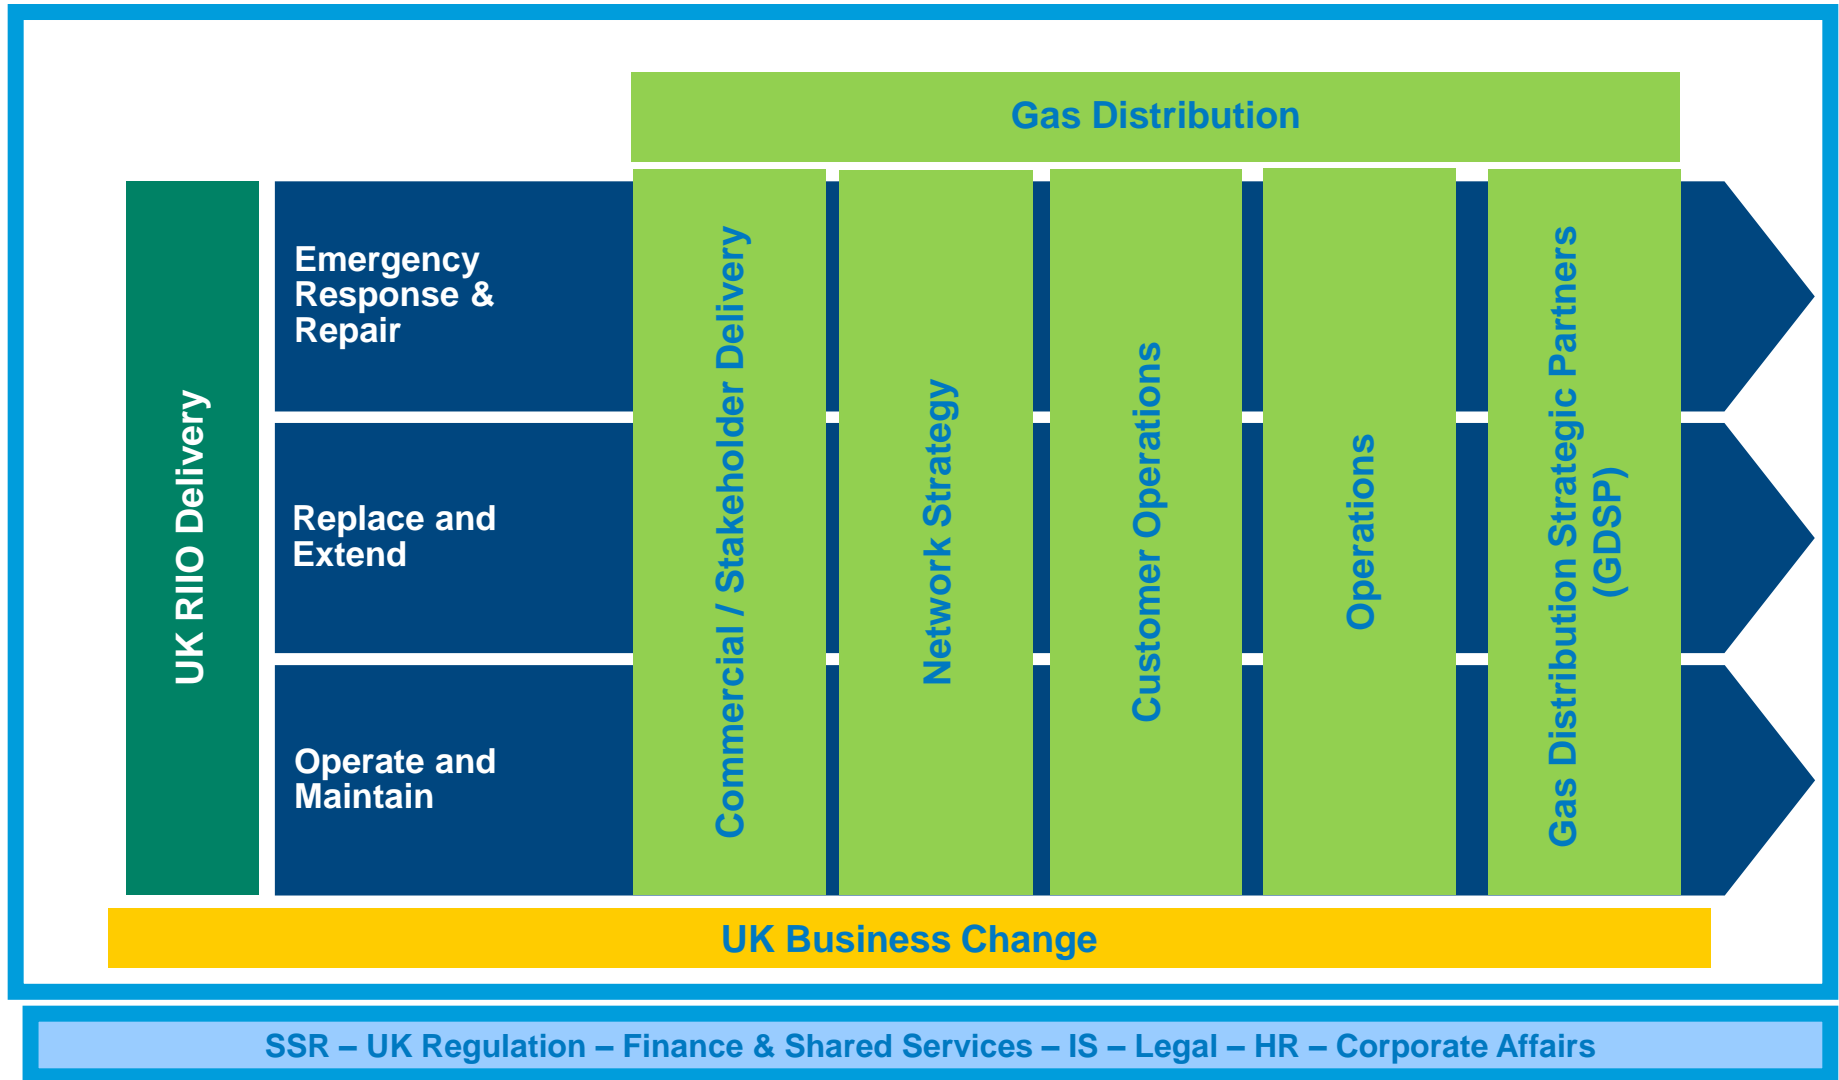 Gas Distribution
UK RIIO Delivery
Emergency
Response &
Repair
Replace and
Extend
Operate and
Maintain
Commercial / Stakeholder Delivery
Network Strategy
Customer Operations
Operations
Gas Distribution Strategic Partners
(GDSP)
UK Business Change
SSR – UK Regulation – Finance & Shared Services – IS – Legal – HR – Corporate Affairs